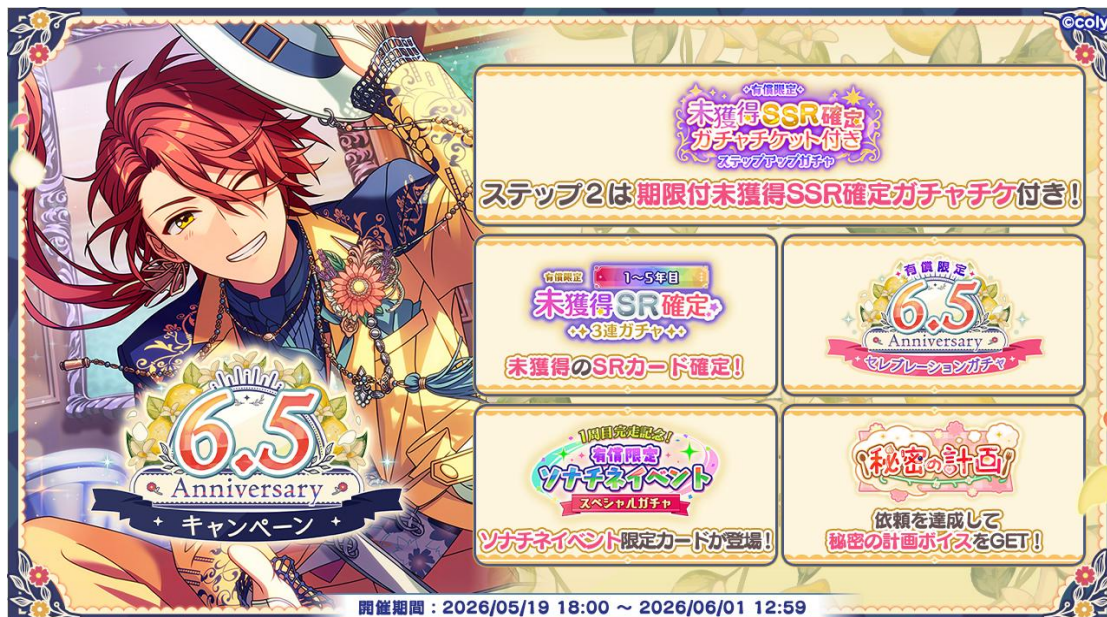 ©coly
有償限定
未獲得SSR確定
ガチャチケット付き
ステップアップガチャ
ステップ2は期限付未獲得SSR確定ガチャチケ付き！
有償限定 1～5年目
未獲得SR確定
3連ガチャ
未獲得のSRカード確定！
有償限定
6.5
Anniversary
セレブレーションガチャ
1周目完走記念！
有償限定
ソナチネイベント
スペシャルガチャ
ソナチネイベント限定カードが登場！
秘密の計画
依頼を達成して
秘密の計画ボイスをGET！
6.5
Anniversary
キャンペーン
開催期間：2026/05/19 18:00 ～ 2026/06/01 12:59